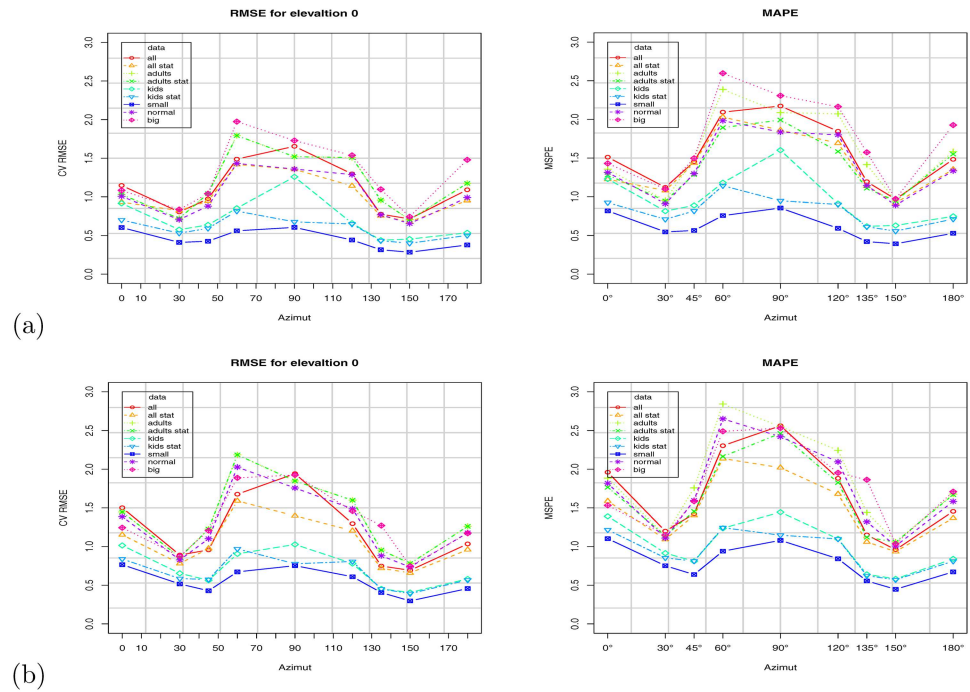 RMSE for elevaltion 0
CV RMSE
3.0
2.5
2.0
1.5
1.0
0.5
0.0
data
all
all stat
adults
adults stat
kids
kids stat
small
normal
big
0 10 30 50 70 90 110 130 150 170
Azimut
MAPE
MSPE
3.0
2.5
2.0
1.5
1.0
0.5
0.0
data
all
all stat
adults
adults stat
kids
kids stat
small
normal
big
0° 30° 45° 60° 90° 120° 135° 150° 180°
Azimut
(a)
RMSE for elevaltion 0
CV RMSE
3.0
2.5
2.0
1.5
1.0
0.5
0.0
data
all
all stat
adults
adults stat
kids
kids stat
small
normal
big
0 10 30 50 70 90 110 130 150 170
Azimut
MAPE
MSPE
3.0
2.5
2.0
1.5
1.0
0.5
0.0
data
all
all stat
adults
adults stat
kids
kids stat
small
normal
big
0° 30° 45° 60° 90° 120° 135° 150° 180°
Azimut
(b)